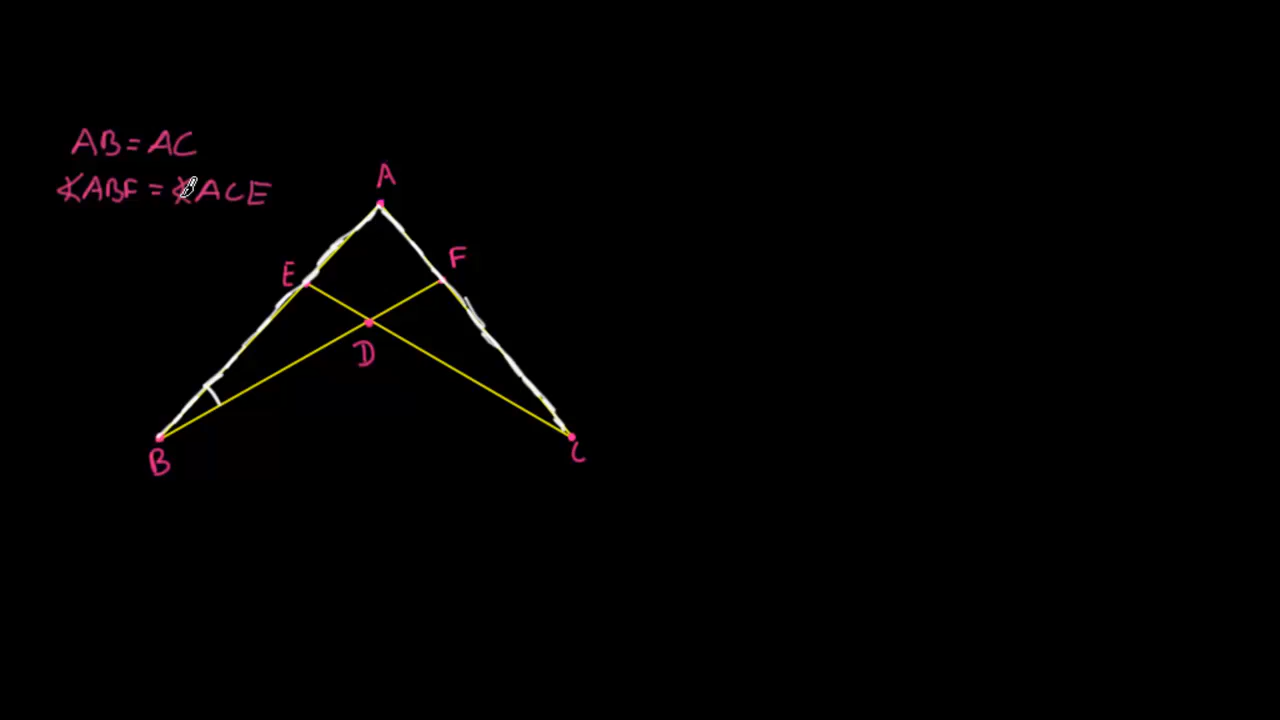 AB = AC
∢ABF = ∢ACE
A
E
F
D
B
C